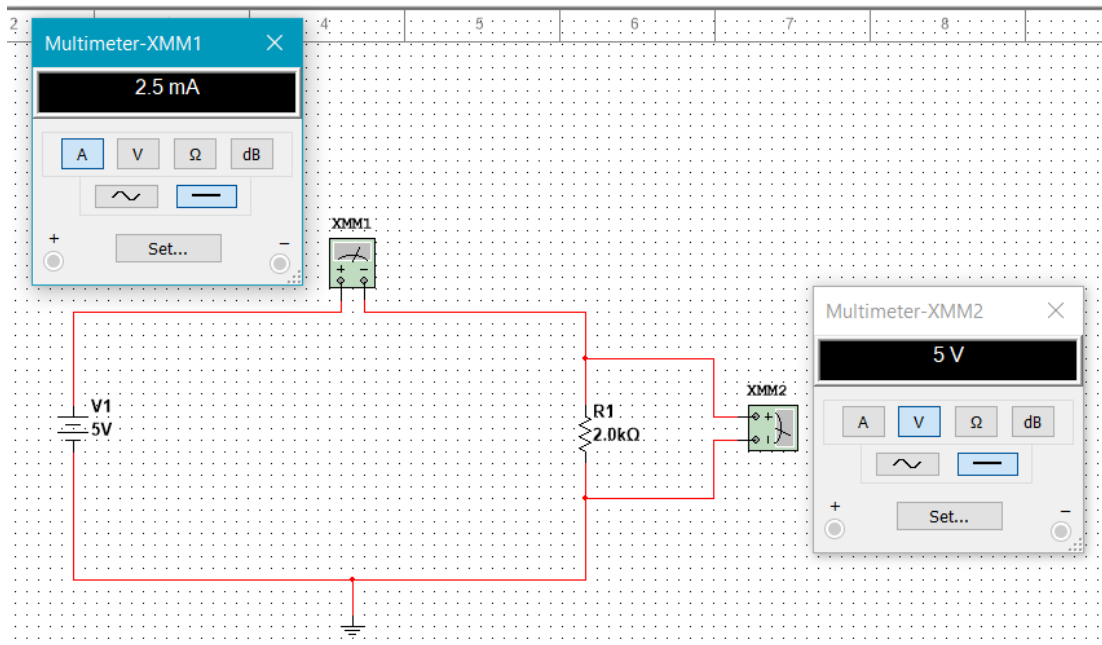 2
4
5
6
7
8
Multimeter-XMM1
2.5 mA
A V Ω dB
+ Set... −
XMM1
+ −
Multimeter-XMM2
5 V
A V Ω dB
+ Set... −
XMM2
+
V1
5V
R1
2.0kΩ